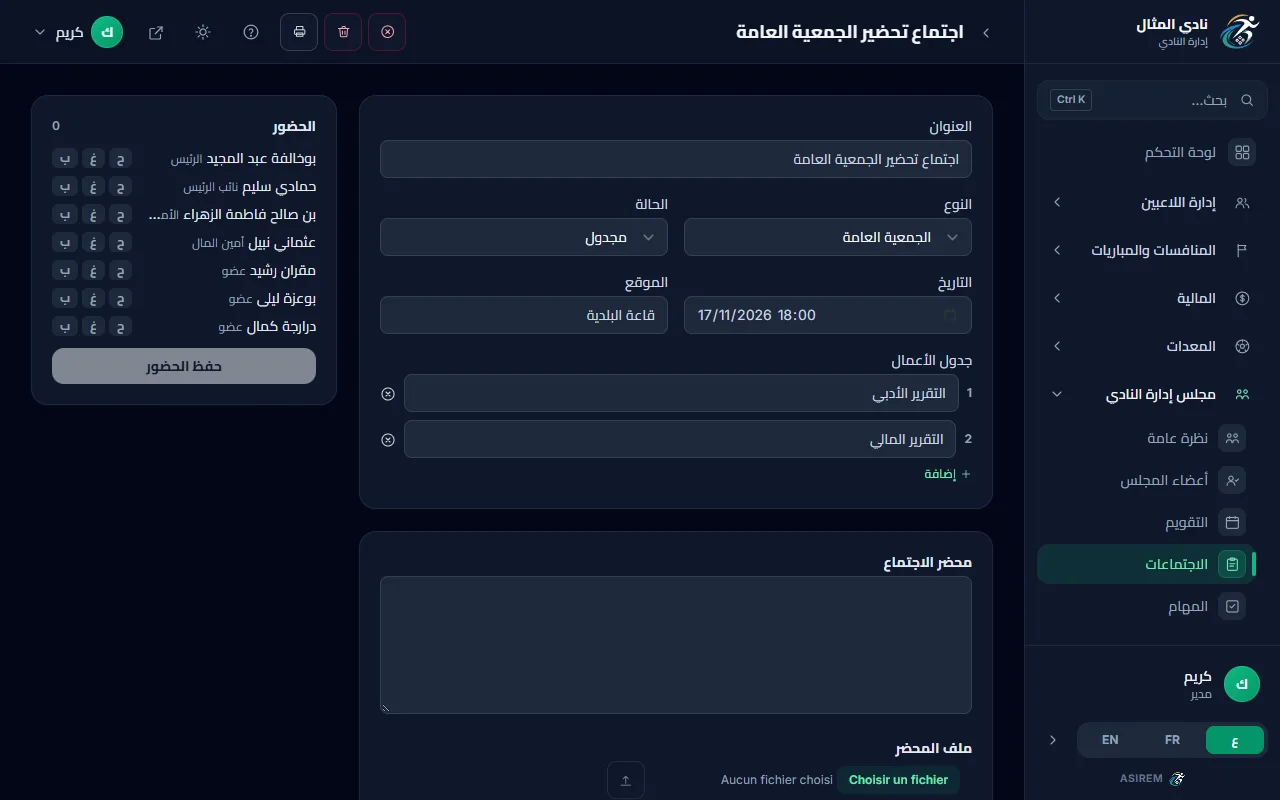 نادي المثال
إدارة النادي
بحث...
Ctrl K
لوحة التحكم
إدارة اللاعبين
المنافسات والمباريات
المالية
المعدات
مجلس إدارة النادي
نظرة عامة
أعضاء المجلس
التقويم
الاجتماعات
المهام
ك
كريم
مدير
ع
FR
EN
ASIREM
اجتماع تحضير الجمعية العامة
ك
كريم
العنوان
اجتماع تحضير الجمعية العامة
النوع
الحالة
الجمعية العامة
مجدول
التاريخ
الموقع
17/11/2026 18:00
قاعة البلدية
جدول الأعمال
1 التقرير الأدبي
2 التقرير المالي
+ إضافة
محضر الاجتماع
ملف المحضر
Choisir un fichier
Aucun fichier choisi
الحضور
0
بوخالفة عبد المجيد الرئيس ح غ ب
حمادي سليم نائب الرئيس ح غ ب
بن صالح فاطمة الزهراء الأم... ح غ ب
عثماني نبيل أمين المال ح غ ب
مقران رشيد عضو ح غ ب
بوعزة ليلى عضو ح غ ب
درارجة كمال عضو ح غ ب
حفظ الحضور